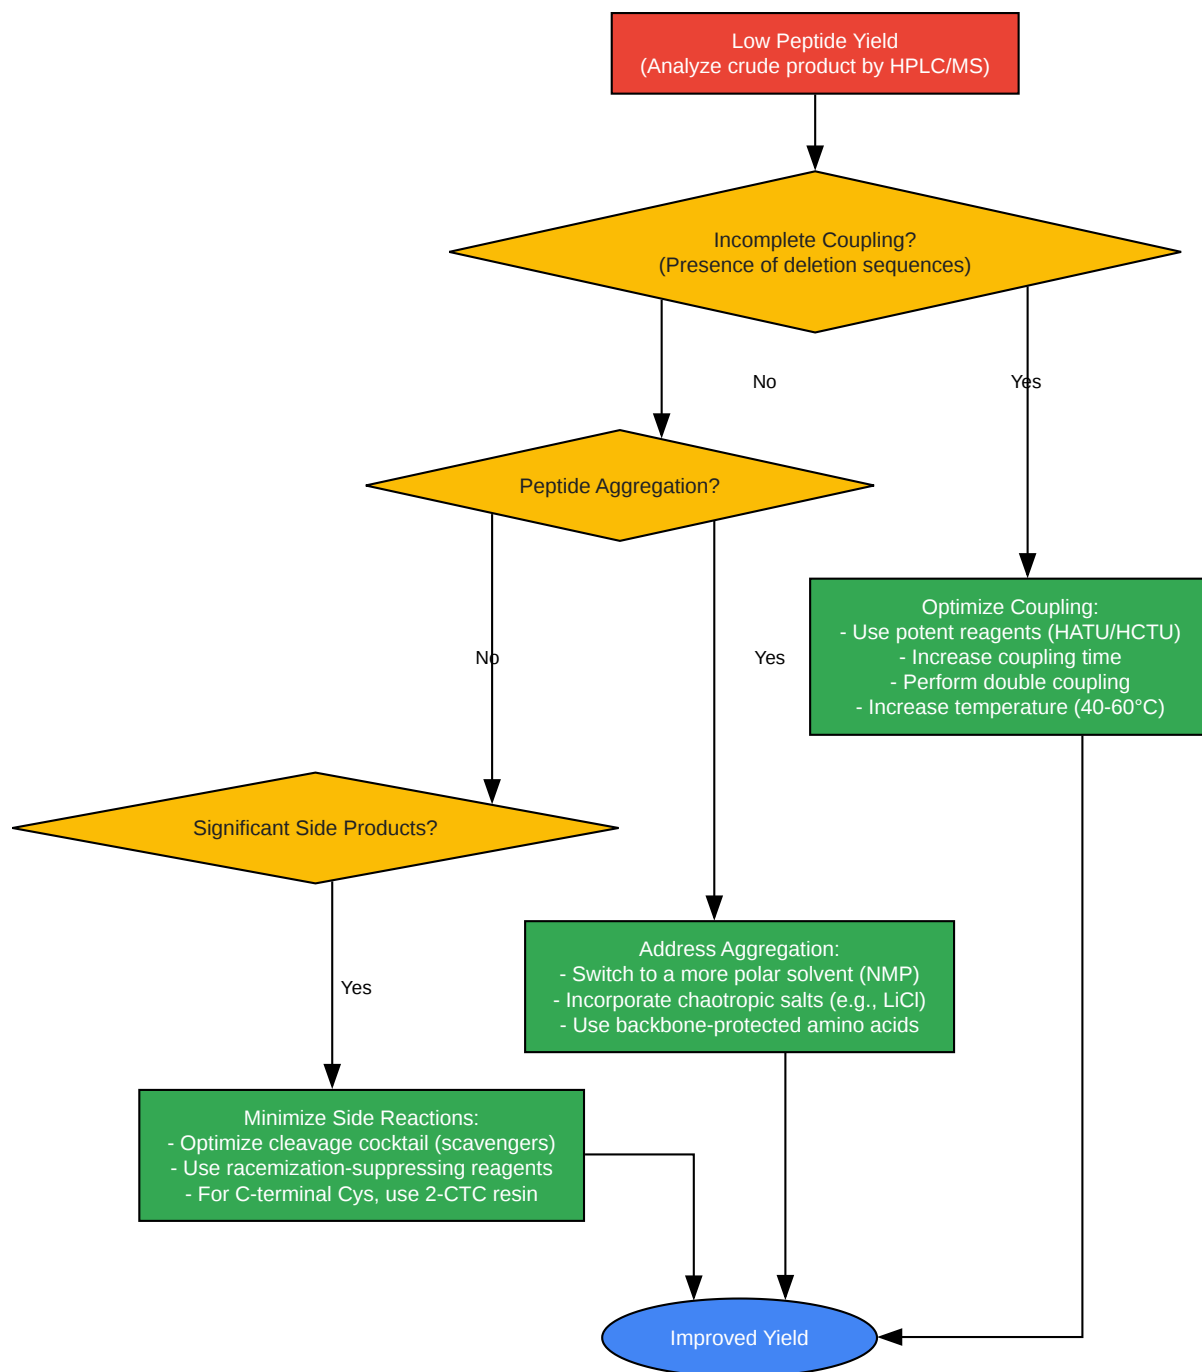 Low Peptide Yield
(Analyze crude product by HPLC/MS)
Incomplete Coupling?
(Presence of deletion sequences)
No
Yes
Peptide Aggregation?
Optimize Coupling:
- Use potent reagents (HATU/HCTU)
- Increase coupling time
- Perform double coupling
- Increase temperature (40-60°C)
No
Yes
Significant Side Products?
Address Aggregation:
- Switch to a more polar solvent (NMP)
- Incorporate chaotropic salts (e.g., LiCl)
- Use backbone-protected amino acids
Yes
Minimize Side Reactions:
- Optimize cleavage cocktail (scavengers)
- Use racemization-suppressing reagents
- For C-terminal Cys, use 2-CTC resin
Improved Yield